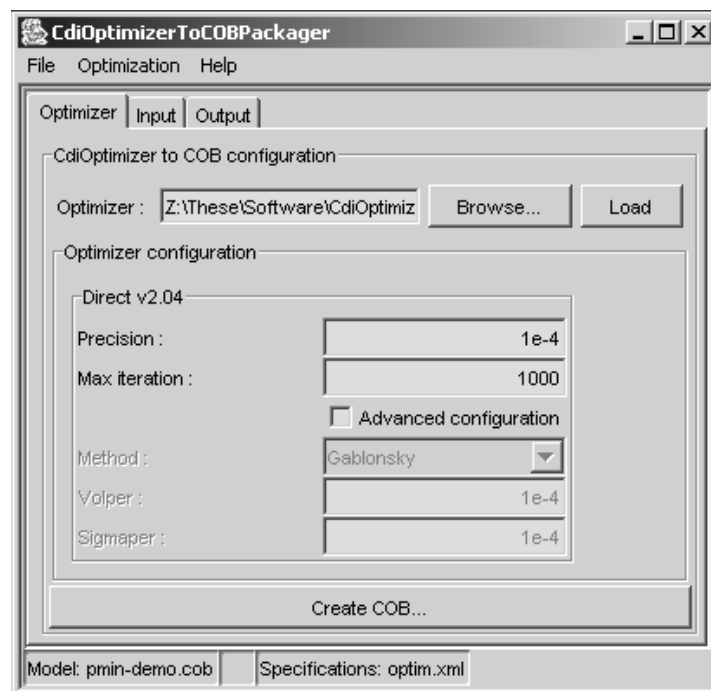 CdiOptimizerToCOBPackager
File Optimization Help
Optimizer Input Output
CdiOptimizer to COB configuration
Optimizer : Z:\These\Software\CdiOptimiz Browse... Load
Optimizer configuration
Direct v2.04
Precision : 1e-4
Max iteration : 1000
Advanced configuration
Method : Gablonsky
Volper : 1e-4
Sigmaper : 1e-4
Create COB...
Model: pmin-demo.cob Specifications: optim.xml